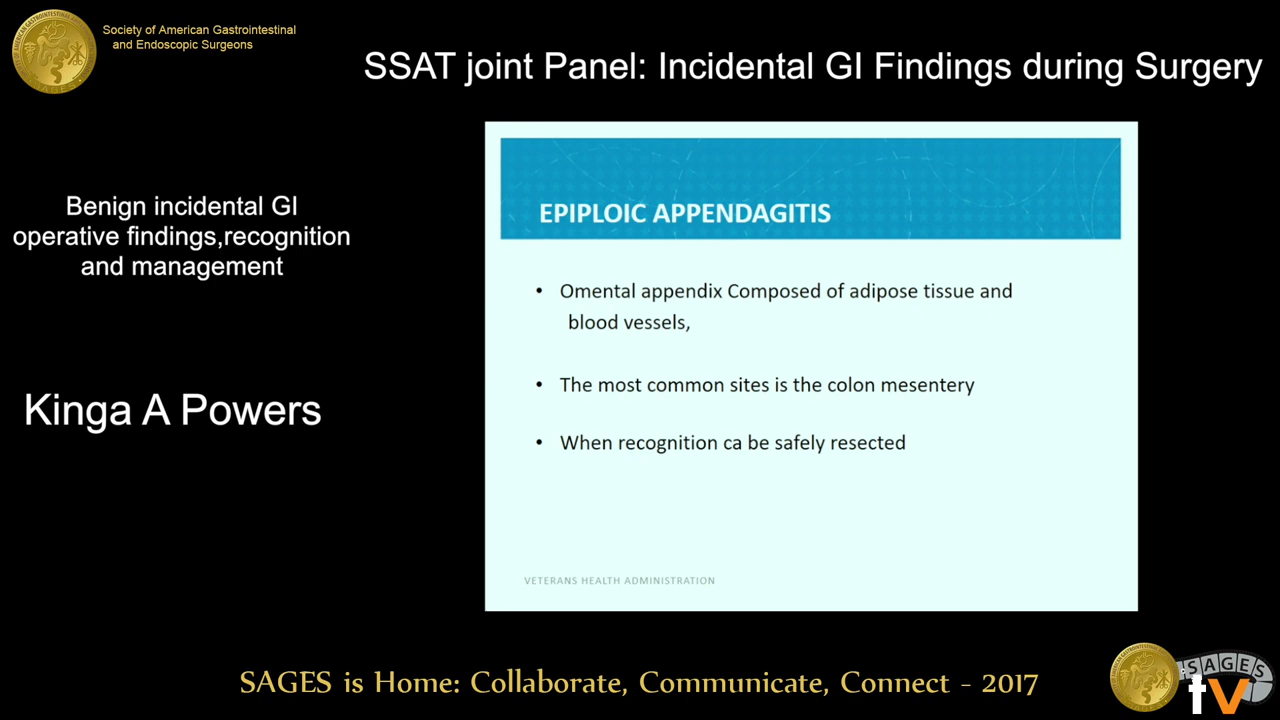 Society of American Gastrointestinal
and Endoscopic Surgeons
SSAT joint Panel: Incidental GI Findings during Surgery
Benign incidental GI
operative findings,recognition
and management
Kinga A Powers
EPIPLOIC APPENDAGITIS
• Omental appendix Composed of adipose tissue and
blood vessels,
• The most common sites is the colon mesentery
• When recognition ca be safely resected
VETERANS HEALTH ADMINISTRATION
SAGES is Home: Collaborate, Communicate, Connect - 2017
SAGES
tv